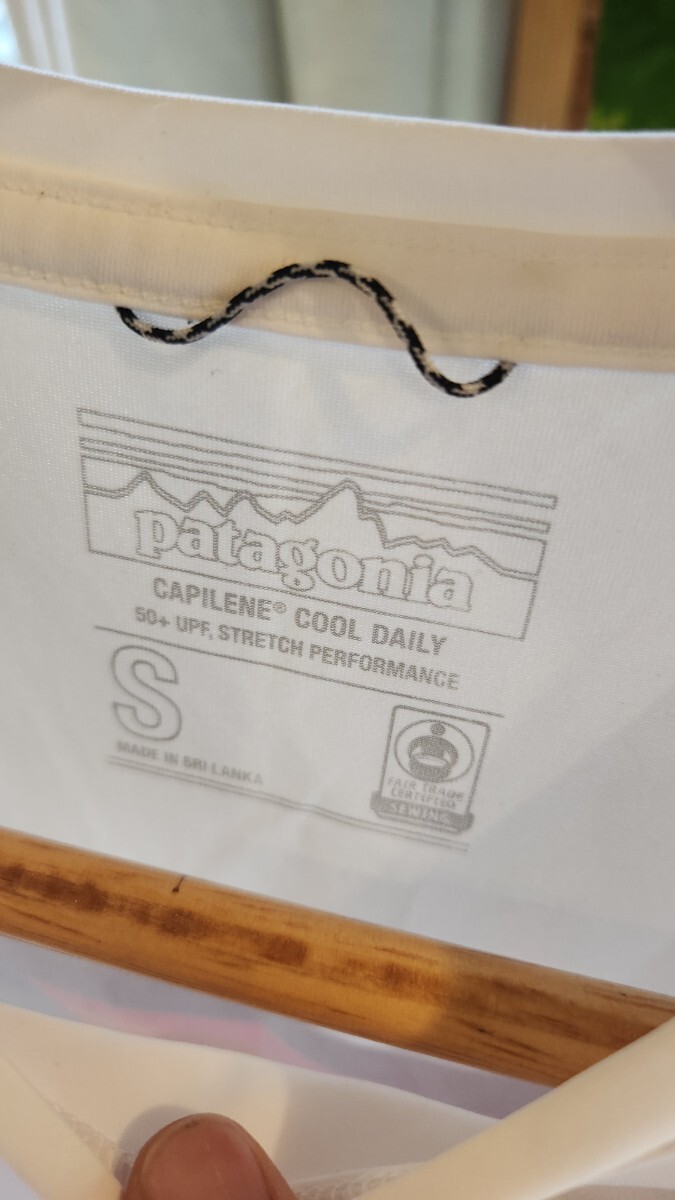 patagonia
CAPILENE® COOL DAILY
50+ UPF, STRETCH PERFORMANCE
S
MADE IN SRI LANKA
FAIR TRADE
CERTIFIED
SEWING